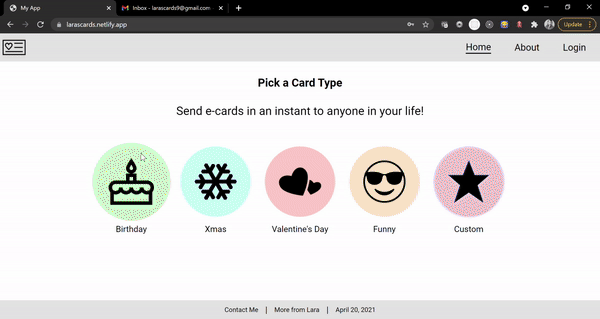 My App
Inbox - larascards9@gmail.com
larascards.netlify.app
Update
Home About Login
Pick a Card Type
Send e-cards in an instant to anyone in your life!
Birthday Xmas Valentine's Day Funny Custom
Contact Me | More from Lara | April 20, 2021